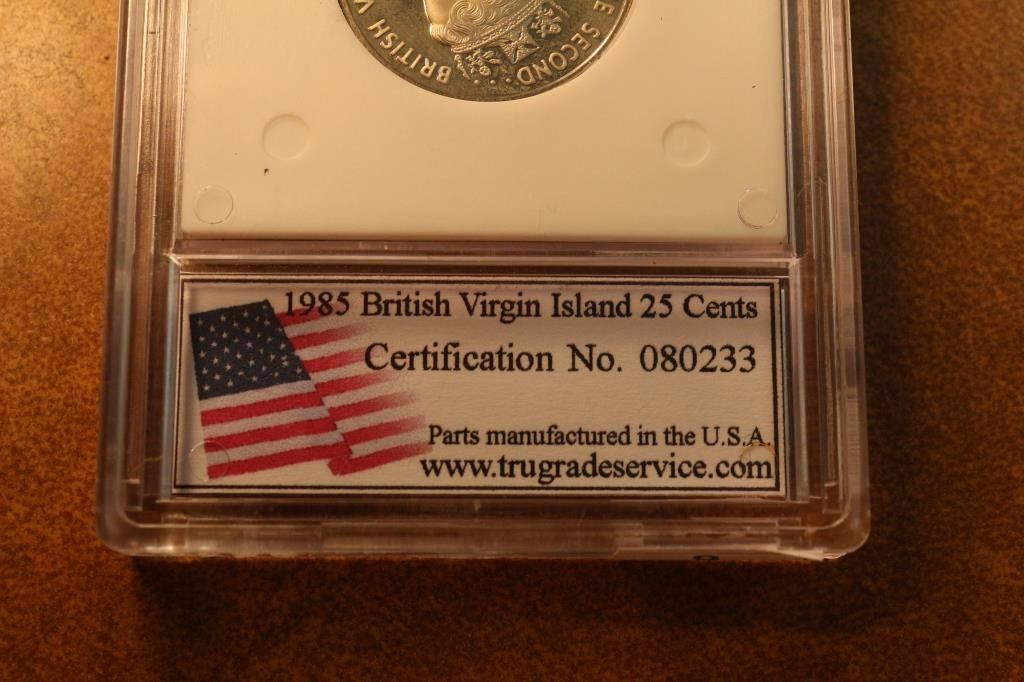 BRITISH V
E SECOND
1985 British Virgin Island 25 Cents
Certification No. 080233
Parts manufactured in the U.S.A.
www.trugradeservice.com